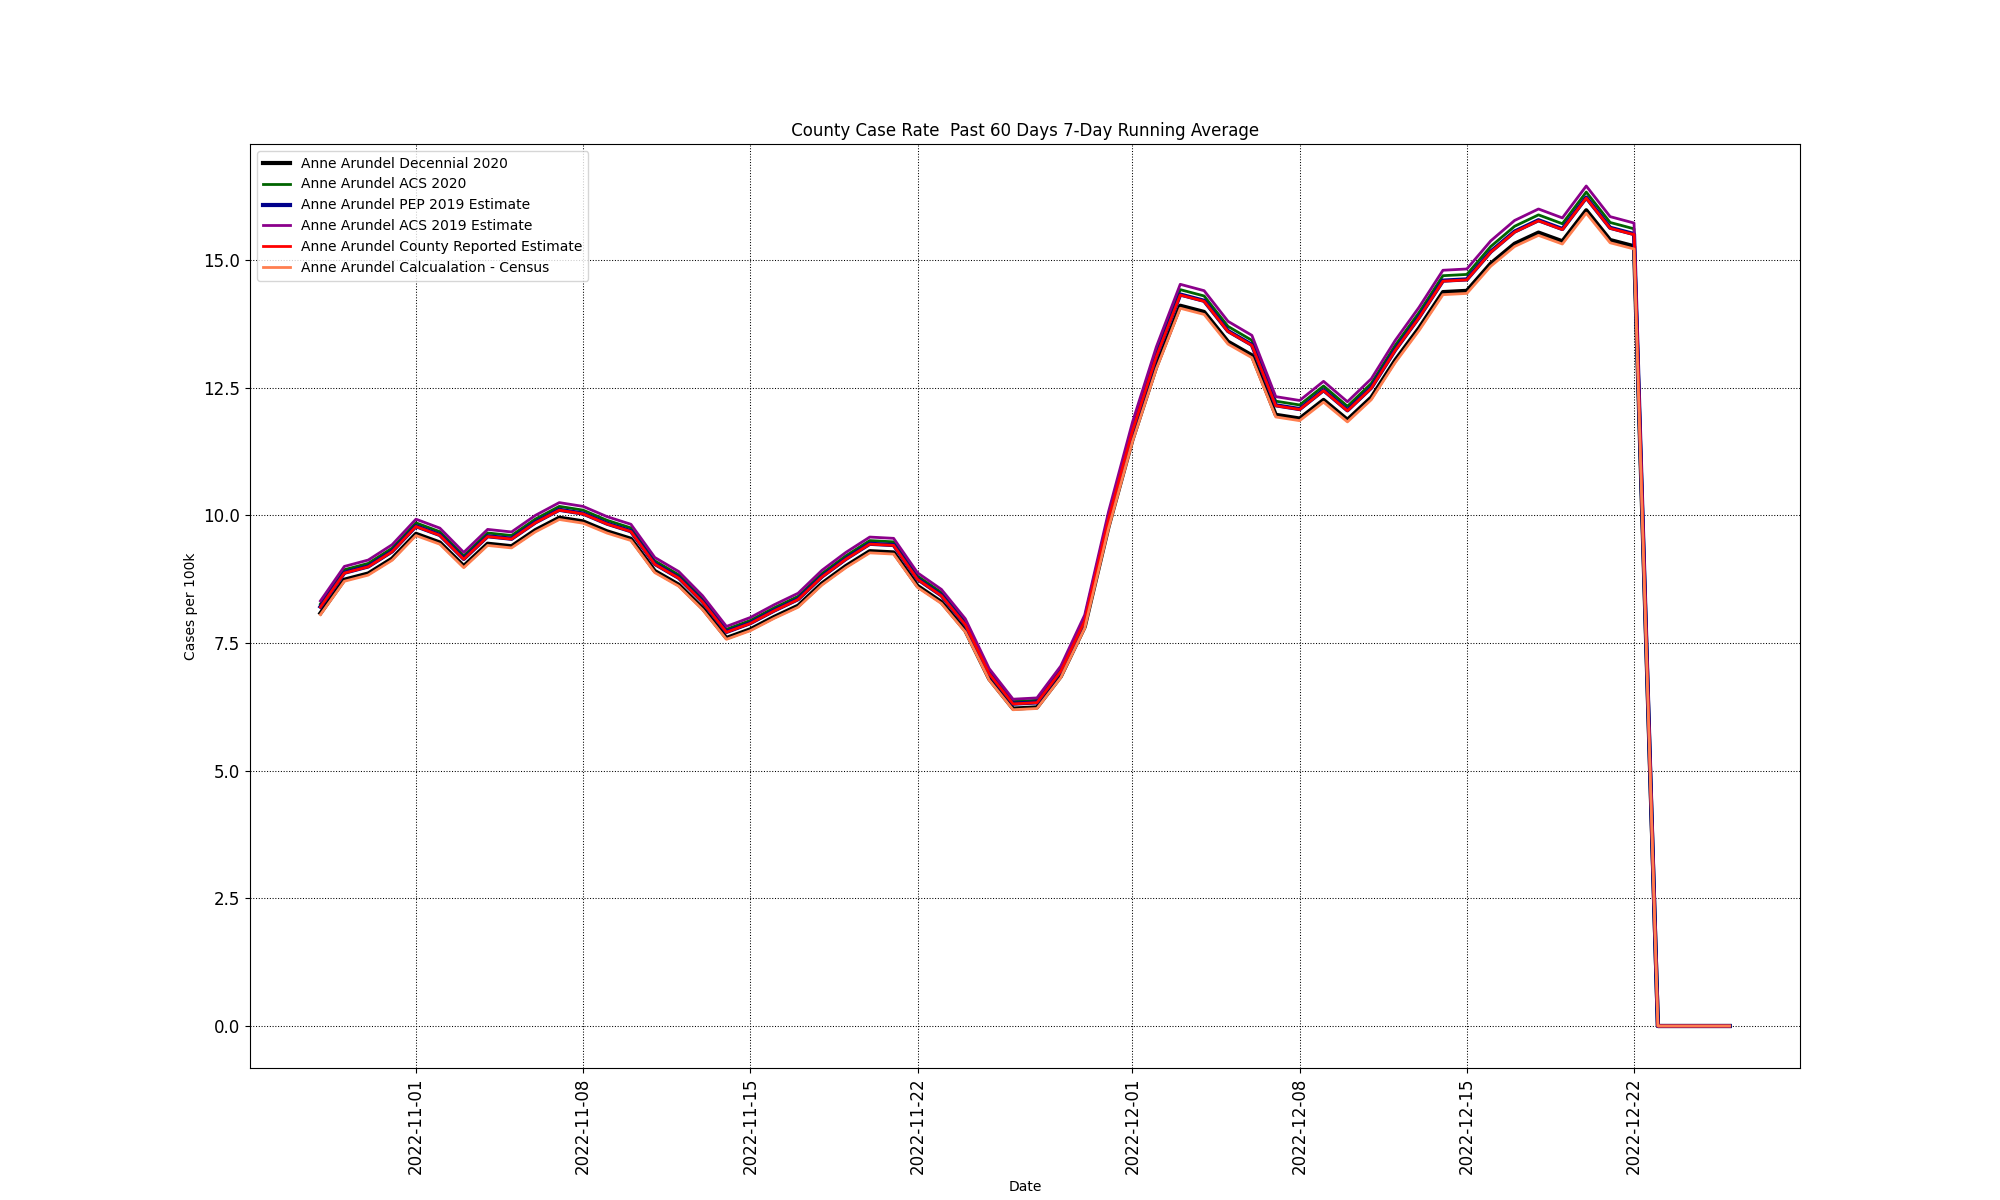 County Case Rate  Past 60 Days 7-Day Running Average
Anne Arundel Decennial 2020
Anne Arundel ACS 2020
Anne Arundel PEP 2019 Estimate
Anne Arundel ACS 2019 Estimate
Anne Arundel County Reported Estimate
Anne Arundel Calcualation - Census
Cases per 100k
15.0
12.5
10.0
7.5
5.0
2.5
0.0
2022-11-01
2022-11-08
2022-11-15
2022-11-22
2022-12-01
2022-12-08
2022-12-15
2022-12-22
Date